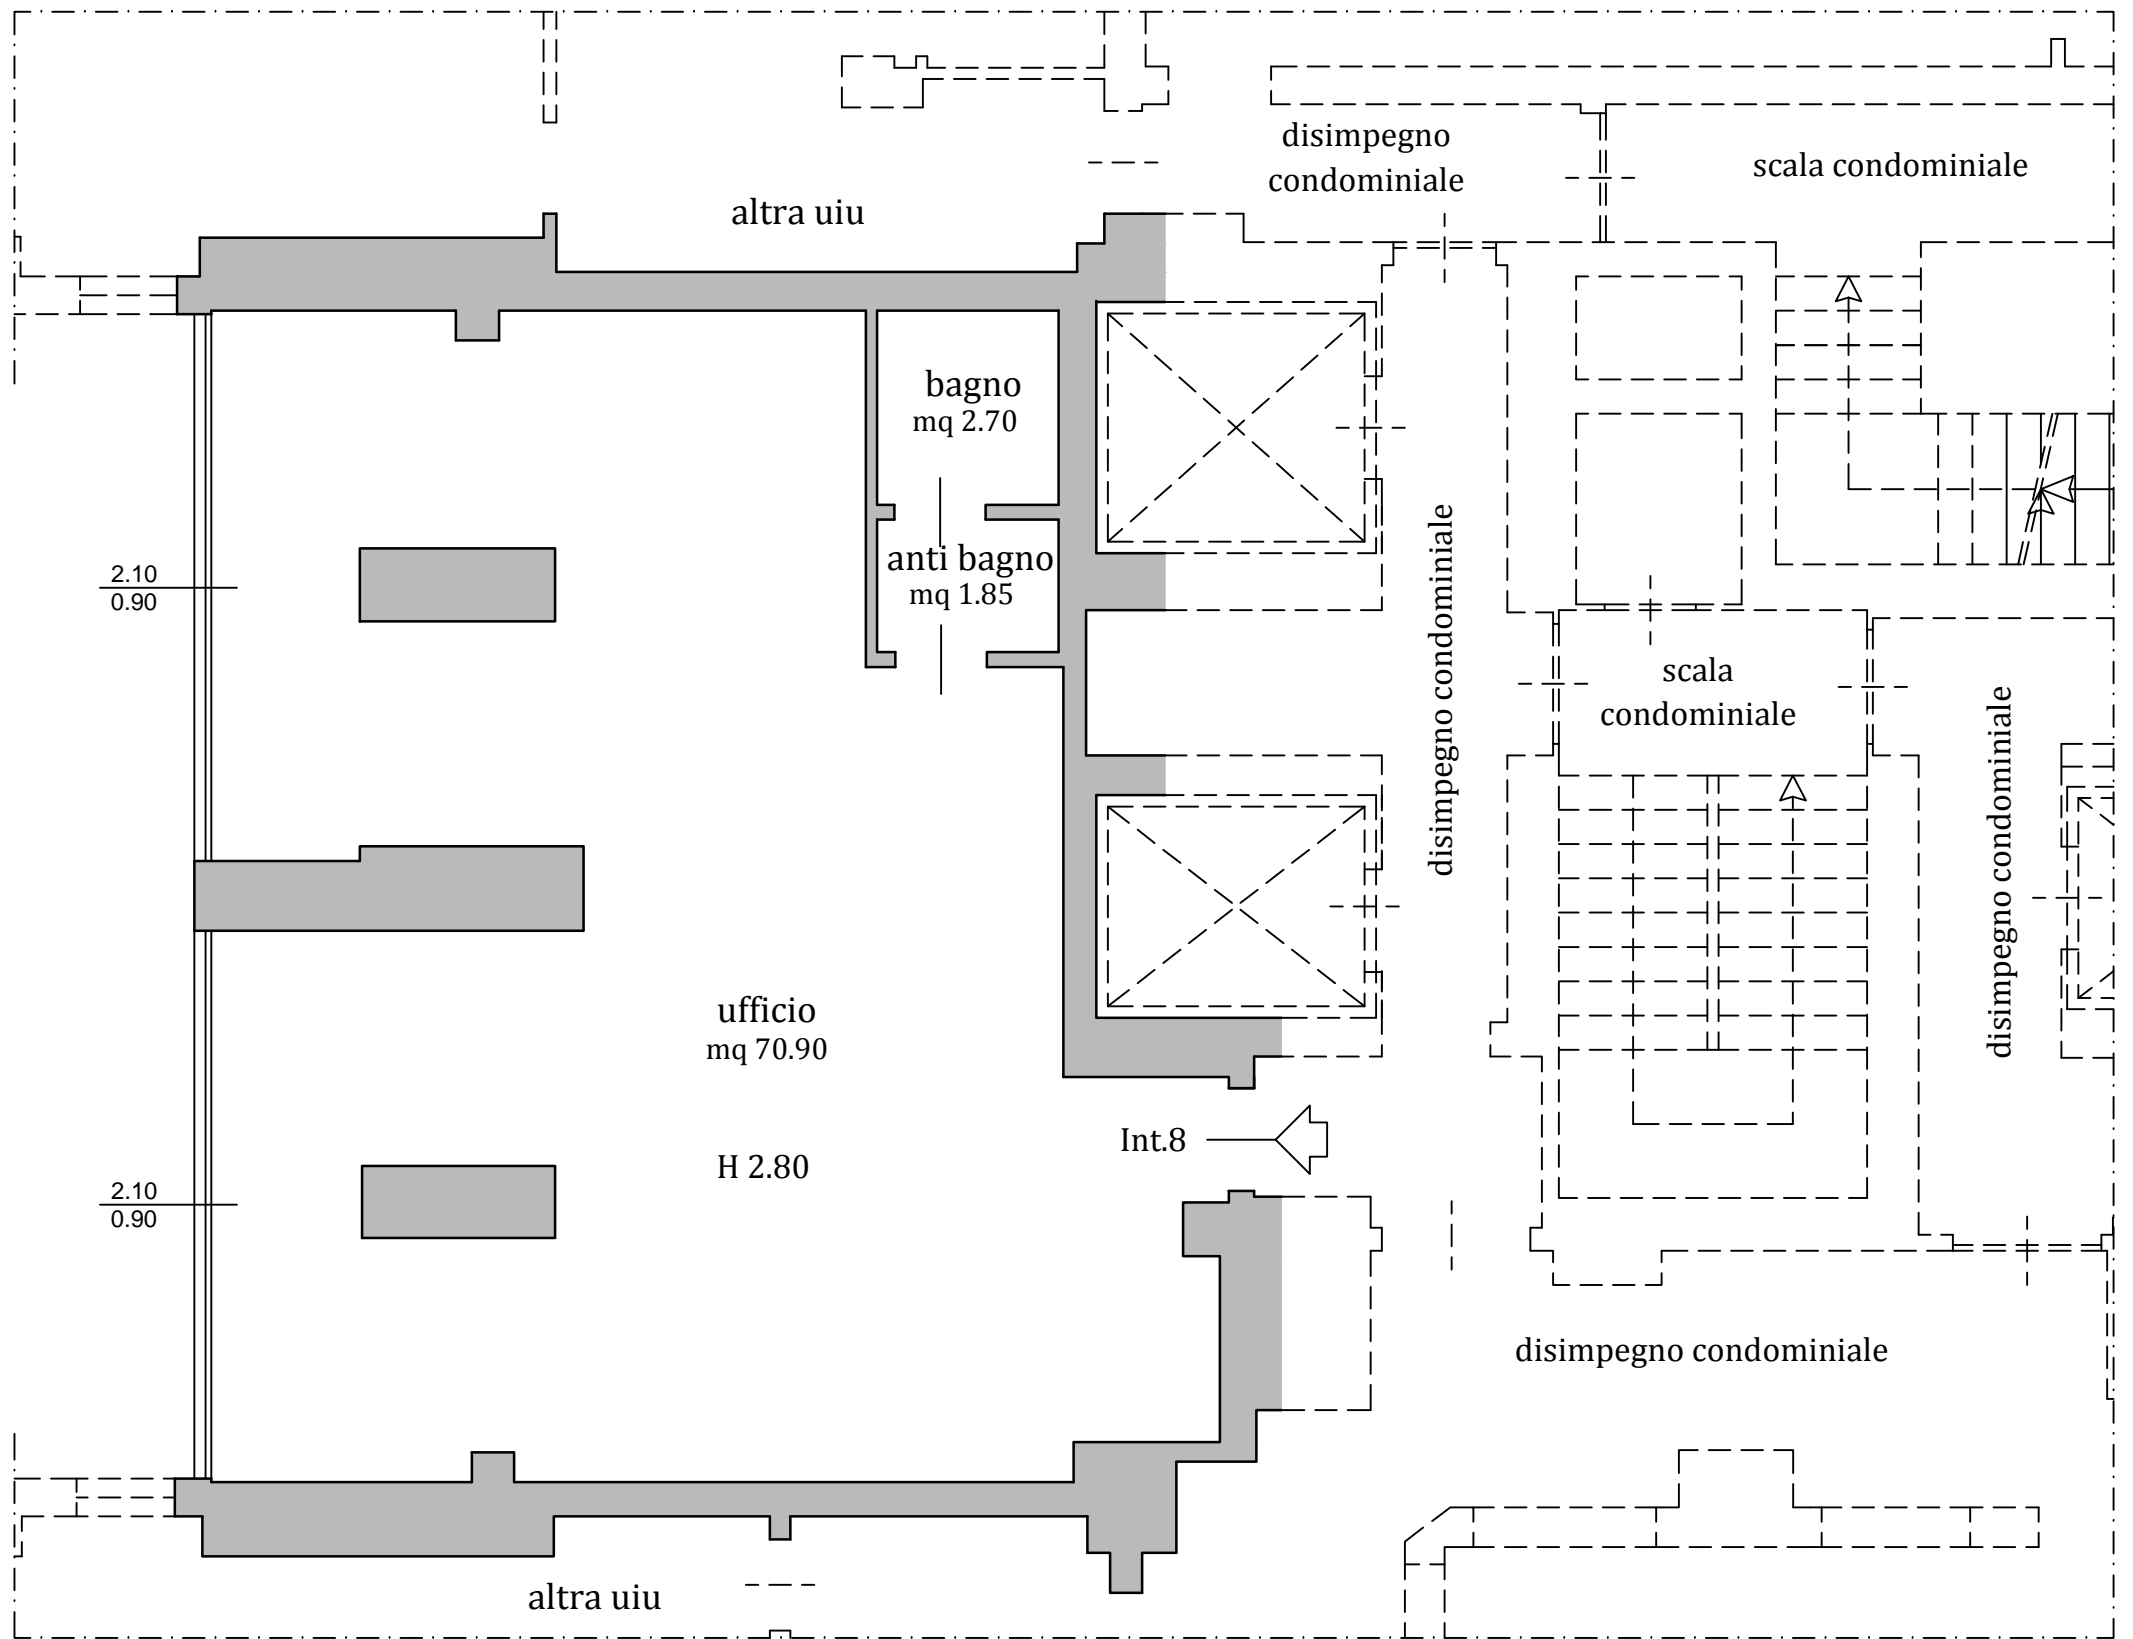 disimpegno
condominiale
scala condominiale
altra uiu
bagno
mq 2.70
anti bagno
mq 1.85
2.10
0.90
disimpegno condominiale
scala
condominiale
disimpegno condominiale
ufficio
mq 70.90
Int.8
H 2.80
2.10
0.90
disimpegno condominiale
altra uiu